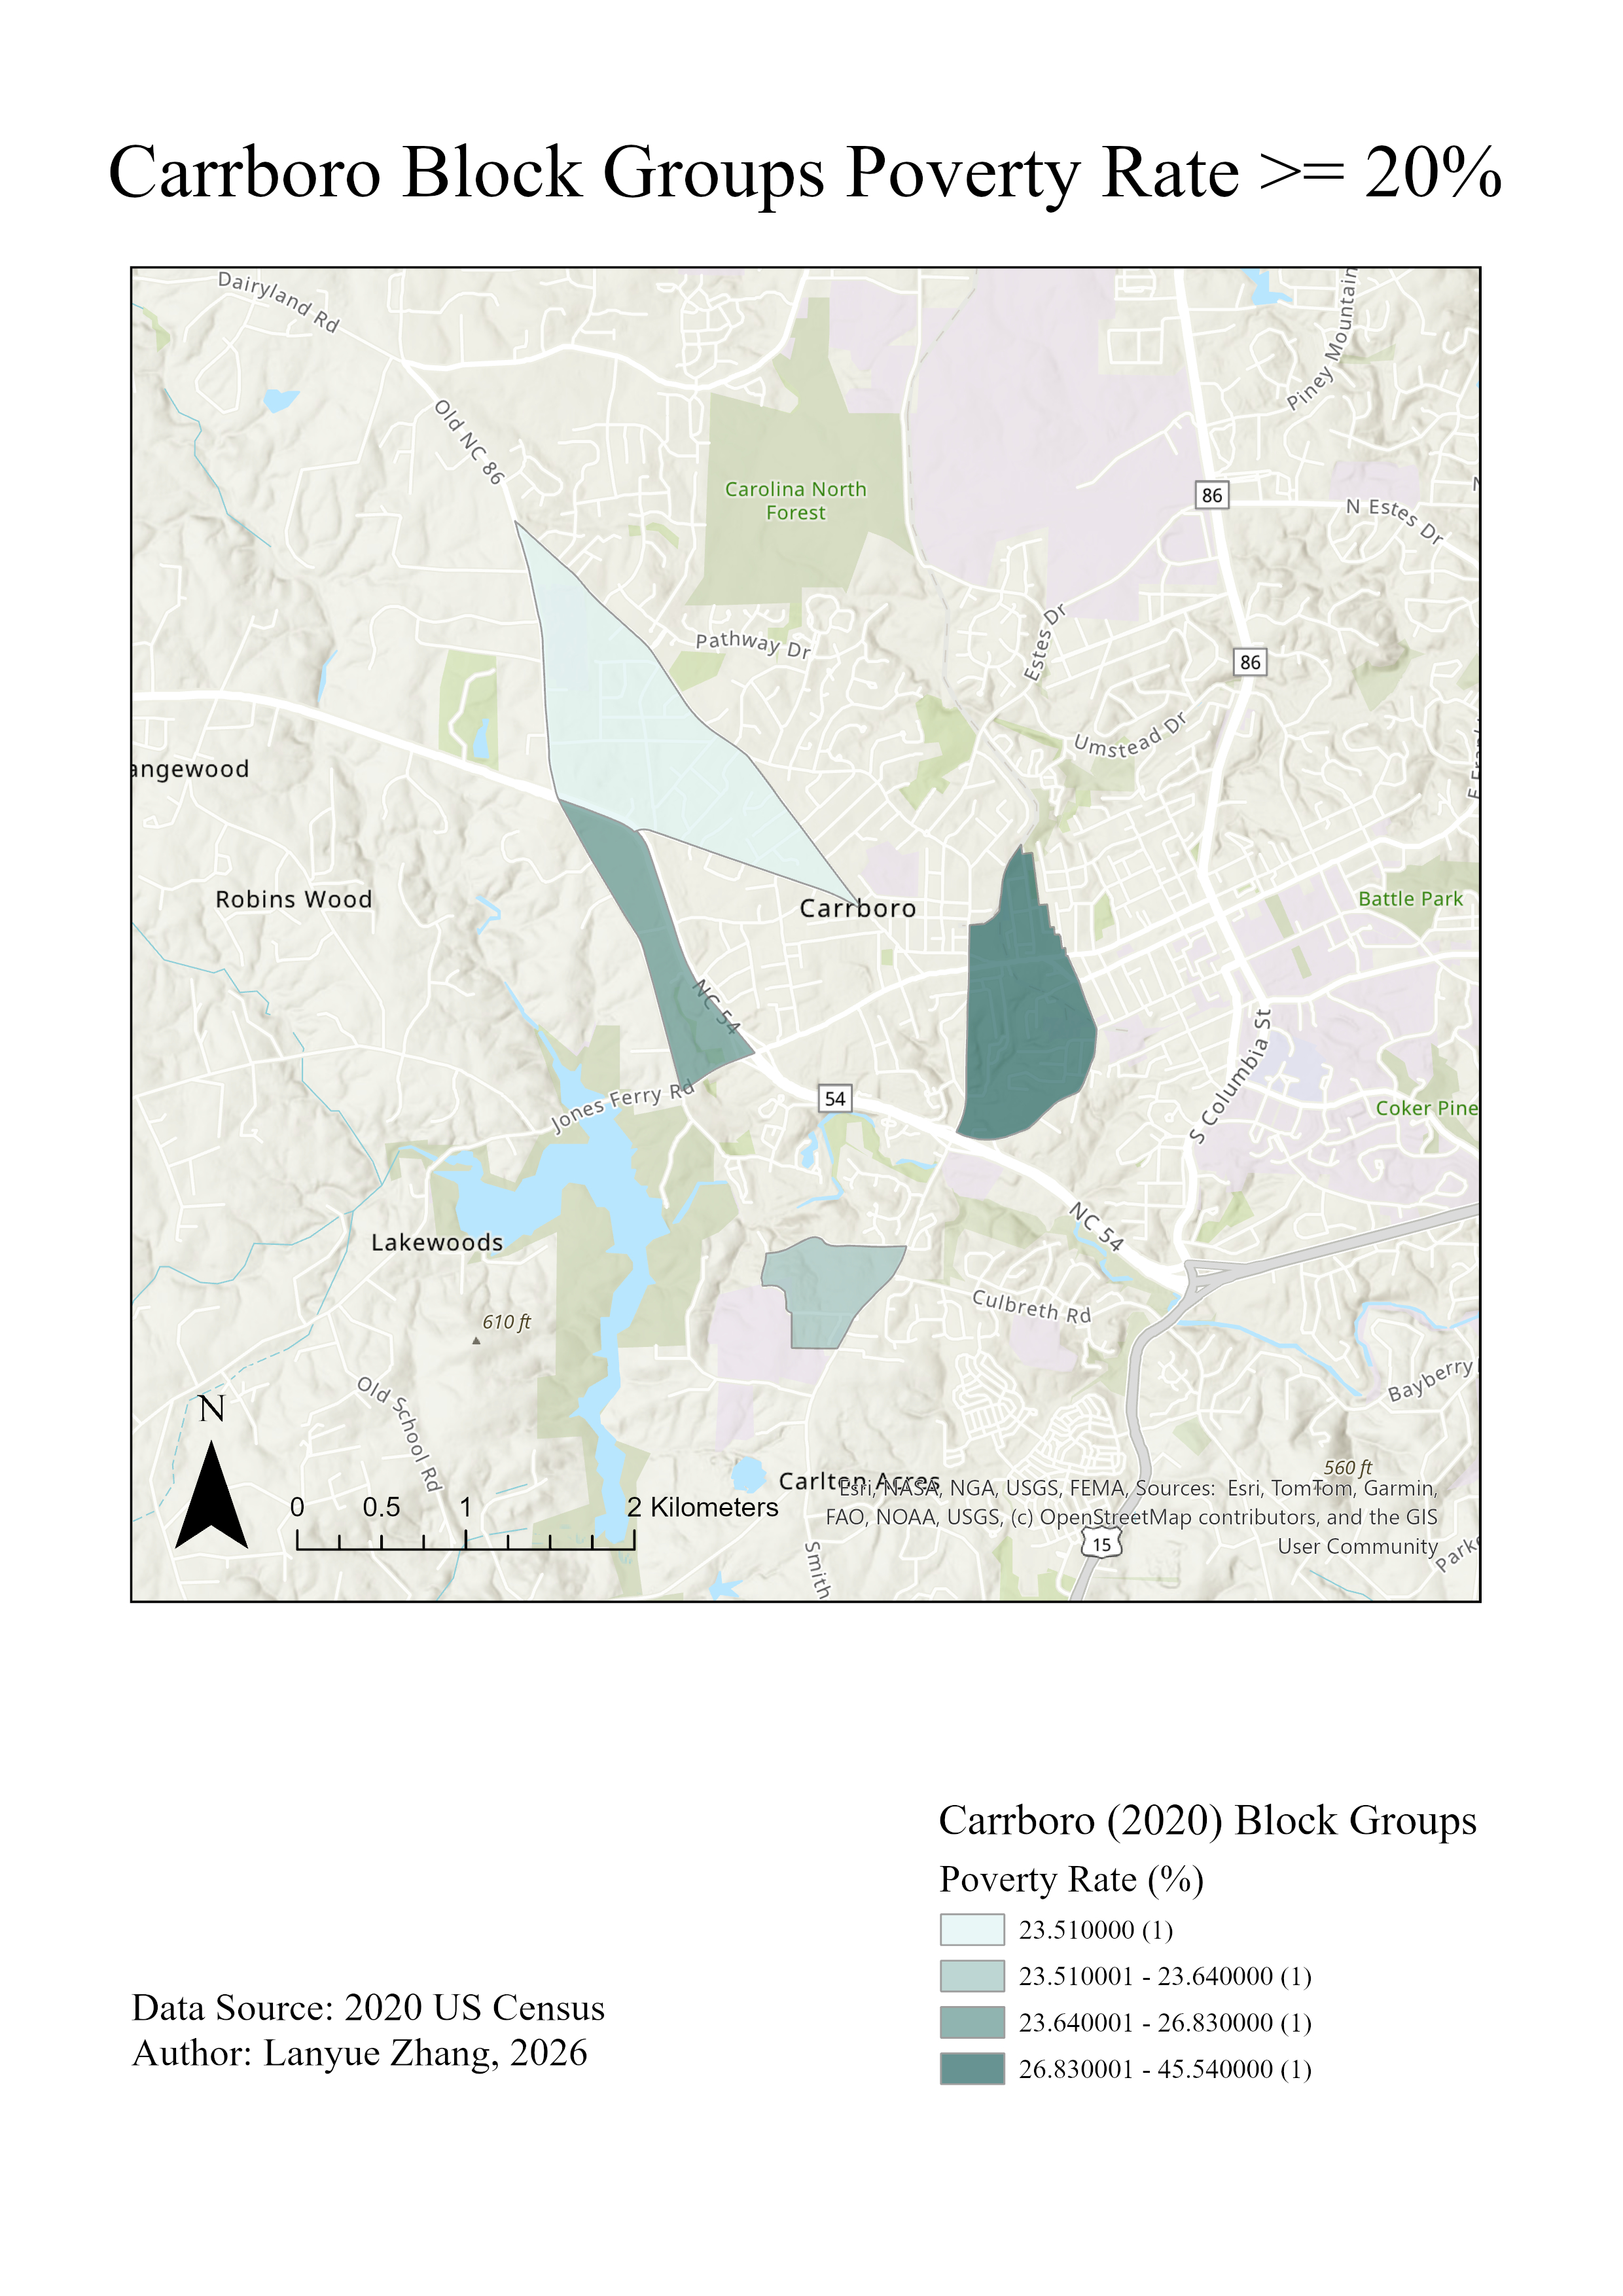 Carrboro Block Groups Poverty Rate >= 20%
Dairyland Rd
Piney Mountain
Old NC 86
Carolina North
Forest
86
N Estes Dr
Estes Dr
Pathway Dr
86
Umstead Dr
angewood
Robins Wood
Carrboro
Battle Park
NC 54
S Columbia St
Jones Ferry Rd
54
Coker Pine
NC 54
Lakewoods
Culbreth Rd
610 ft
Bayberry
Old School Rd
N
560 ft
Carlton Acres
Esri, NASA, NGA, USGS, FEMA, Sources: Esri, TomTom, Garmin,
FAO, NOAA, USGS, (c) OpenStreetMap contributors, and the GIS
User Community
0 0.5 1 2 Kilometers
15
Smith
Carrboro (2020) Block Groups
Poverty Rate (%)
23.510000 (1)
23.510001 - 23.640000 (1)
23.640001 - 26.830000 (1)
26.830001 - 45.540000 (1)
Data Source: 2020 US Census
Author: Lanyue Zhang, 2026